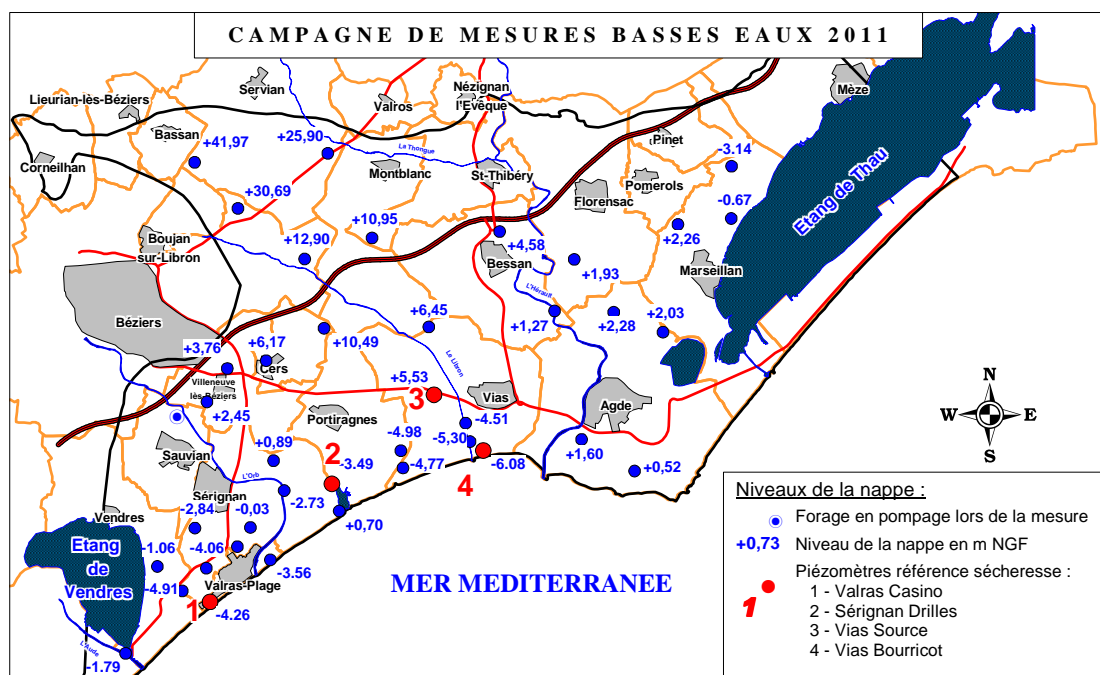 CAMPAGNE DE MESURES BASSES EAUX 2011
Servian
Nézignan
l'Evêque
Mèze
Lieurian-lès-Béziers
Valros
Bassan
+41,97
+25,90
La Thongue
Pinet
Corneilhan
Montblanc
St-Thibéry
-3.14
Pomerols
Florensac
+30,69
-0.67
Etang de Thau
+10,95
+2,26
Boujan
sur-Libron
+12,90
+4,58
Bessan
+1,93
Marseillan
L'Hérault
Béziers
+6,45
+1,27
+2,28
+2,03
+10,49
Le Libron
+3,76
+6,17
Cers
Villeneuve
lès-Béziers
+5,53
3
Vias
Agde
+2,45
Portiragnes
-4.51
-5,30
N
W
E
S
Sauvian
+0,89
2
-3.49
-4.98
-4,77
4
-6.08
+1,60
+0,52
L'Orb
Sérignan
-2.73
+0,70
Vendres
-2,84
-0,03
Etang
de
Vendres
-1.06
-4.06
-3.56
Valras-Plage
-4.91
1
-4.26
L'Aude
-1.79
MER MEDITERRANEE
Niveaux de la nappe :
Forage en pompage lors de la mesure
+0,73
Niveau de la nappe en m NGF
Piézomètres référence sécheresse :
1
1 - Valras Casino
2 - Sérignan Drilles
3 - Vias Source
4 - Vias Bourricot